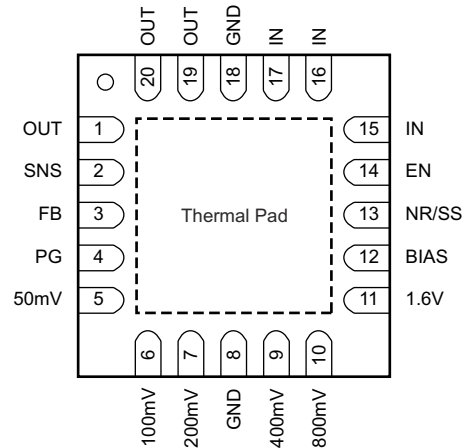 OUT
OUT
GND
IN
IN
20
19
18
17
16
OUT 1
SNS 2
FB 3
PG 4
50mV 5
Thermal Pad
15 IN
14 EN
13 NR/SS
12 BIAS
11 1.6V
6
7
8
9
10
100mV
200mV
GND
400mV
800mV